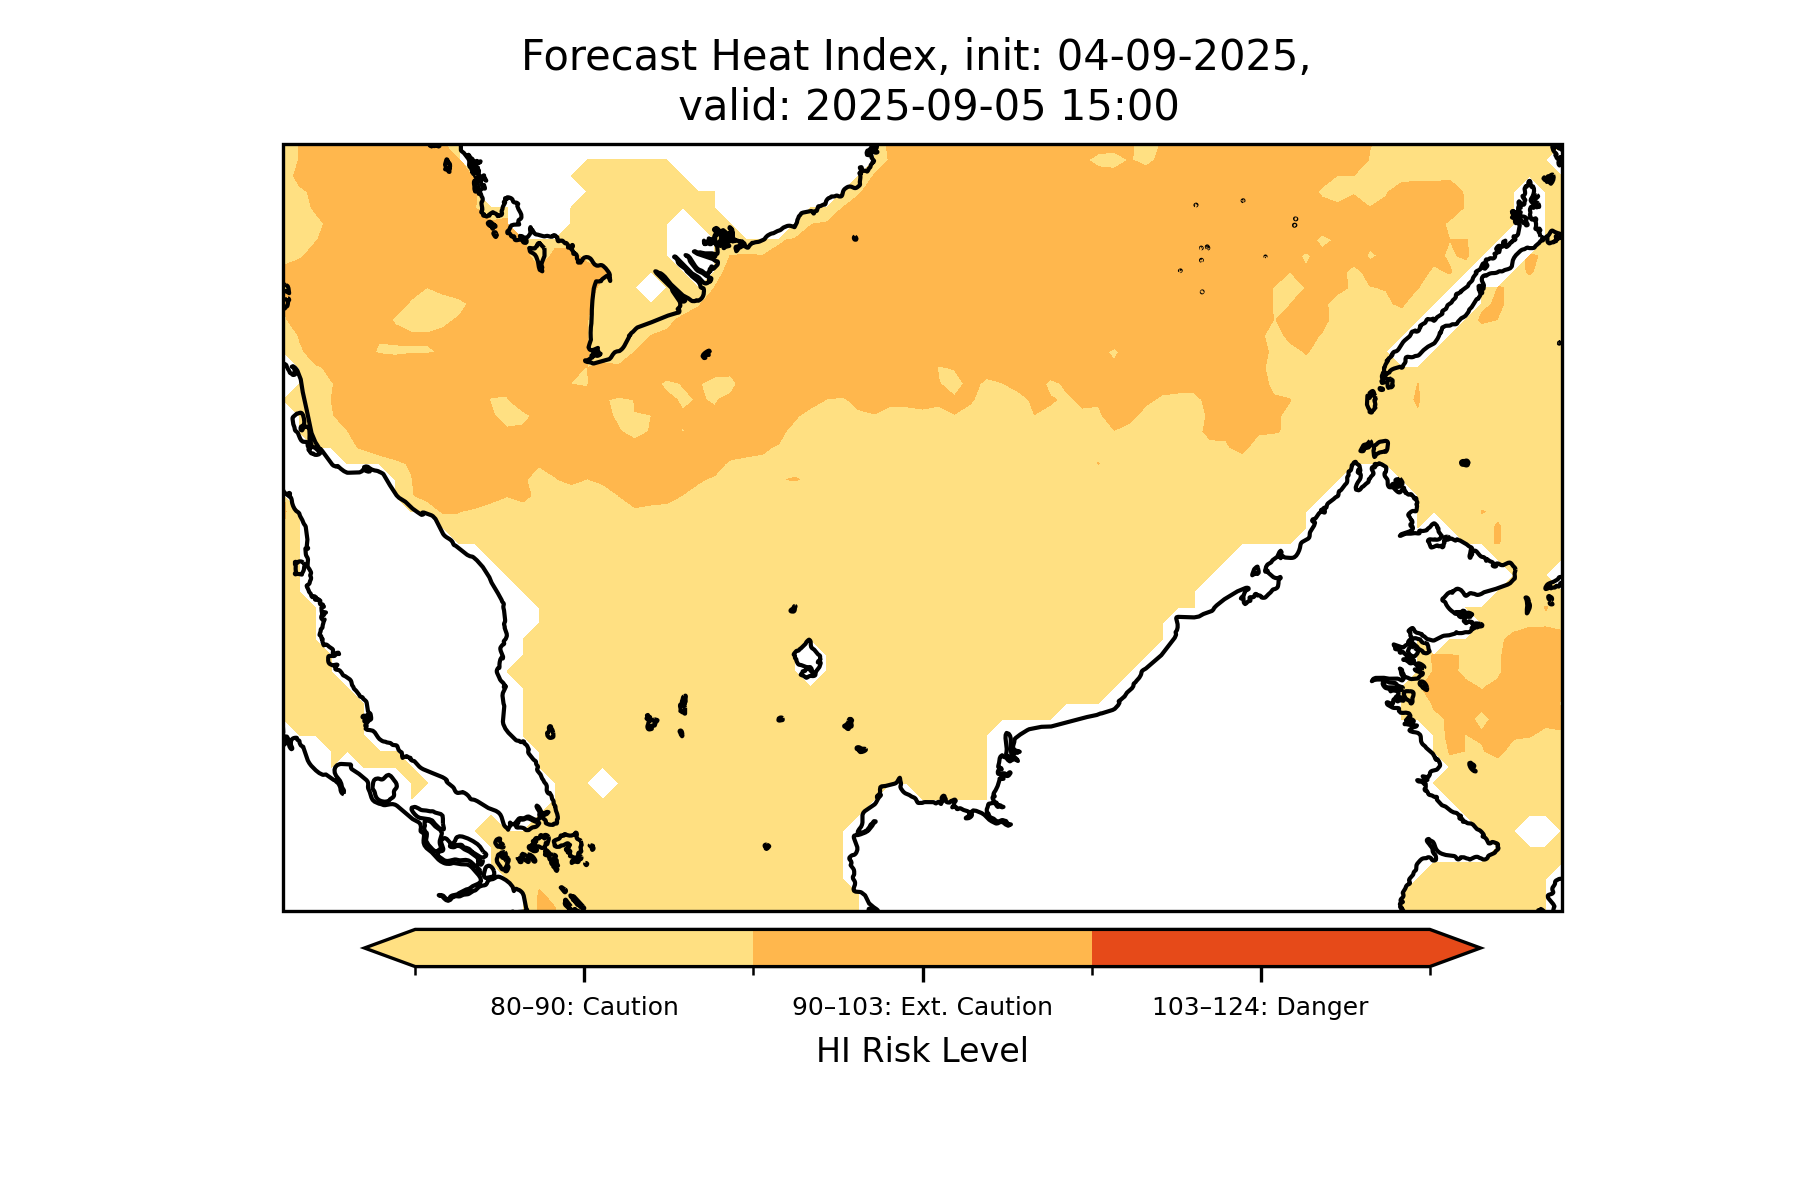 Forecast Heat Index, init: 04-09-2025,
valid: 2025-09-05 15:00
80–90: Caution
90–103: Ext. Caution
103–124: Danger
HI Risk Level